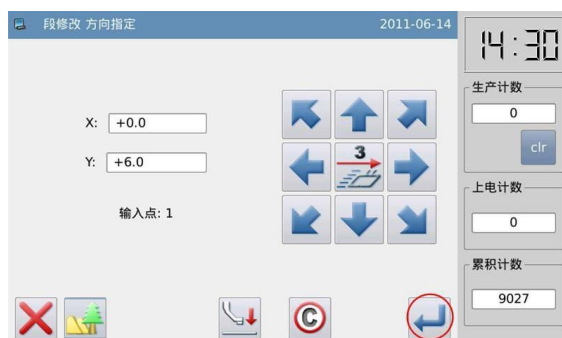 段修改 方向指定 2011-06-14
14:30
生产计数
0
clr
X: +0.0
Y: +6.0
3
上电计数
输入点: 1
0
累积计数
9027
C